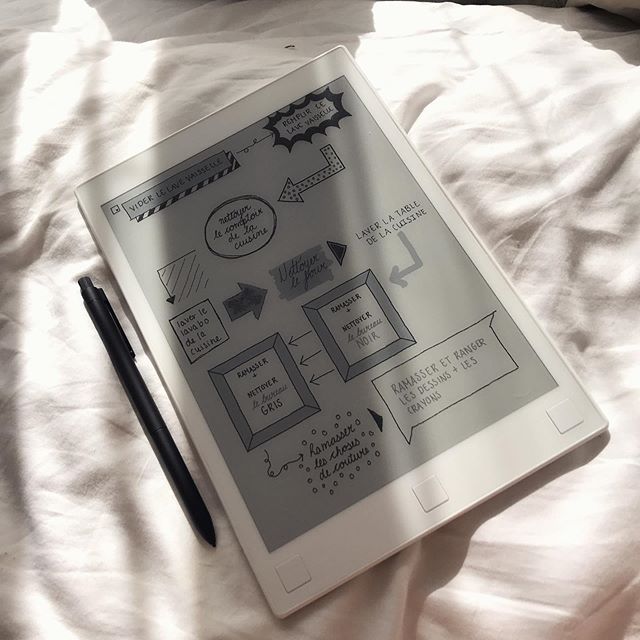 VIDER LE LAVE VAISSELLE
REMPLIR LE
LAVE VAISSELLE
nettoyer
le comptoir
de la
cuisine
laver le
lavabo
de la
cuisine
Nettoyer
le four
LAVER LA TABLE
DE LA CUISINE
RAMASSER
+
NETTOYER
le bureau
NOIR
RAMASSER
+
NETTOYER
le bureau
GRIS
RAMASSER ET RANGER
LES DESSINS + LES
CRAYONS
Ramasser
les choses
de couture